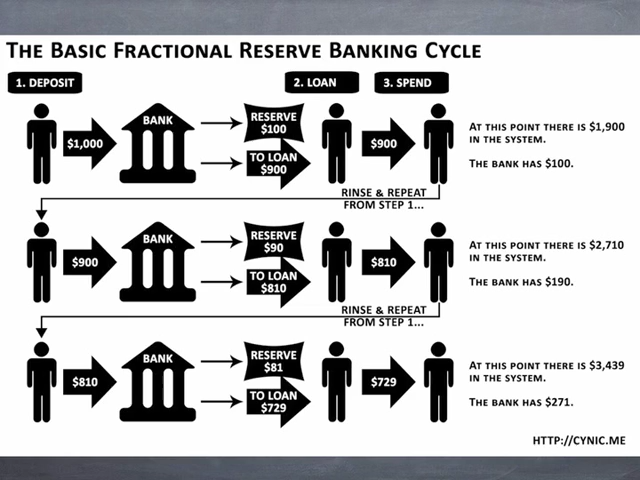 The Basic Fractional Reserve Banking Cycle
1. Deposit
2. Loan
3. Spend
$1,000
Bank
Reserve
$100
To Loan
$900
$900
At this point there is $1,900
in the system.
The bank has $100.
Rinse & Repeat
From Step 1...
$900
Bank
Reserve
$90
To Loan
$810
$810
At this point there is $2,710
in the system.
The bank has $190.
Rinse & Repeat
From Step 1...
$810
Bank
Reserve
$81
To Loan
$729
$729
At this point there is $3,439
in the system.
The bank has $271.
http://cynic.me